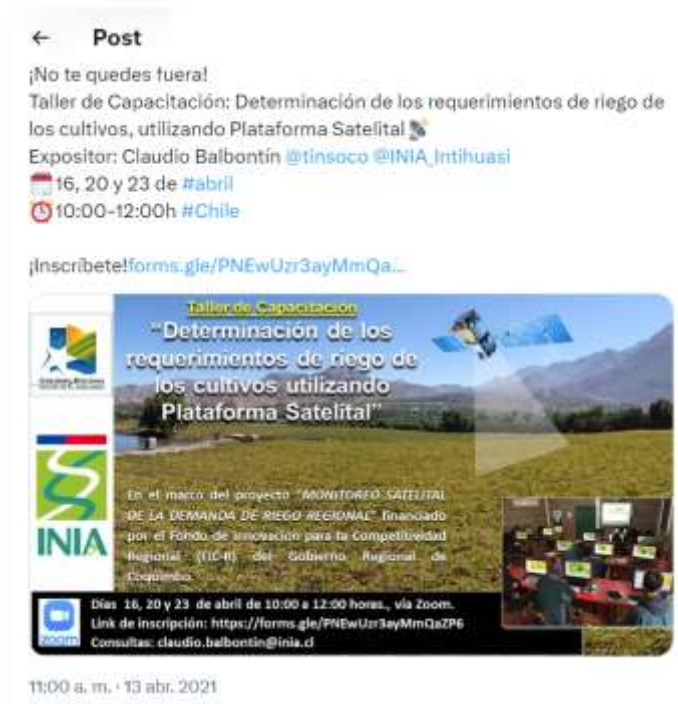 ← Post
¡No te quedes fuera!
Taller de Capacitación: Determinación de los requerimientos de riego de
los cultivos, utilizando Plataforma Satelital
Expositor: Claudio Balbontín @tinsoco @INIA_Intihuasi
16, 20 y 23 de #abril
10:00-12:00h #Chile
¡Inscríbete!forms.gle/PNEwUzr3ayMmQa...
Taller de Capacitación
"Determinación de los
requerimientos de riego de
los cultivos utilizando
Plataforma Satelital"
INIA
En el marco del proyecto "MONITOREO SATELITAL
DE LA DEMANDA DE RIEGO REGIONAL" financiado
por el Fondo de Innovación para la Competitividad
Regional (FIC-R) del Gobierno Regional de
Coquimbo.
zoom
Días 16, 20 y 23 de abril de 10:00 a 12:00 horas., vía Zoom.
Link de inscripción: https://forms.gle/PNEwUzr3ayMmQaZP6
Consultas: claudio.balbontin@inia.cl
11:00 a. m. · 13 abr. 2021